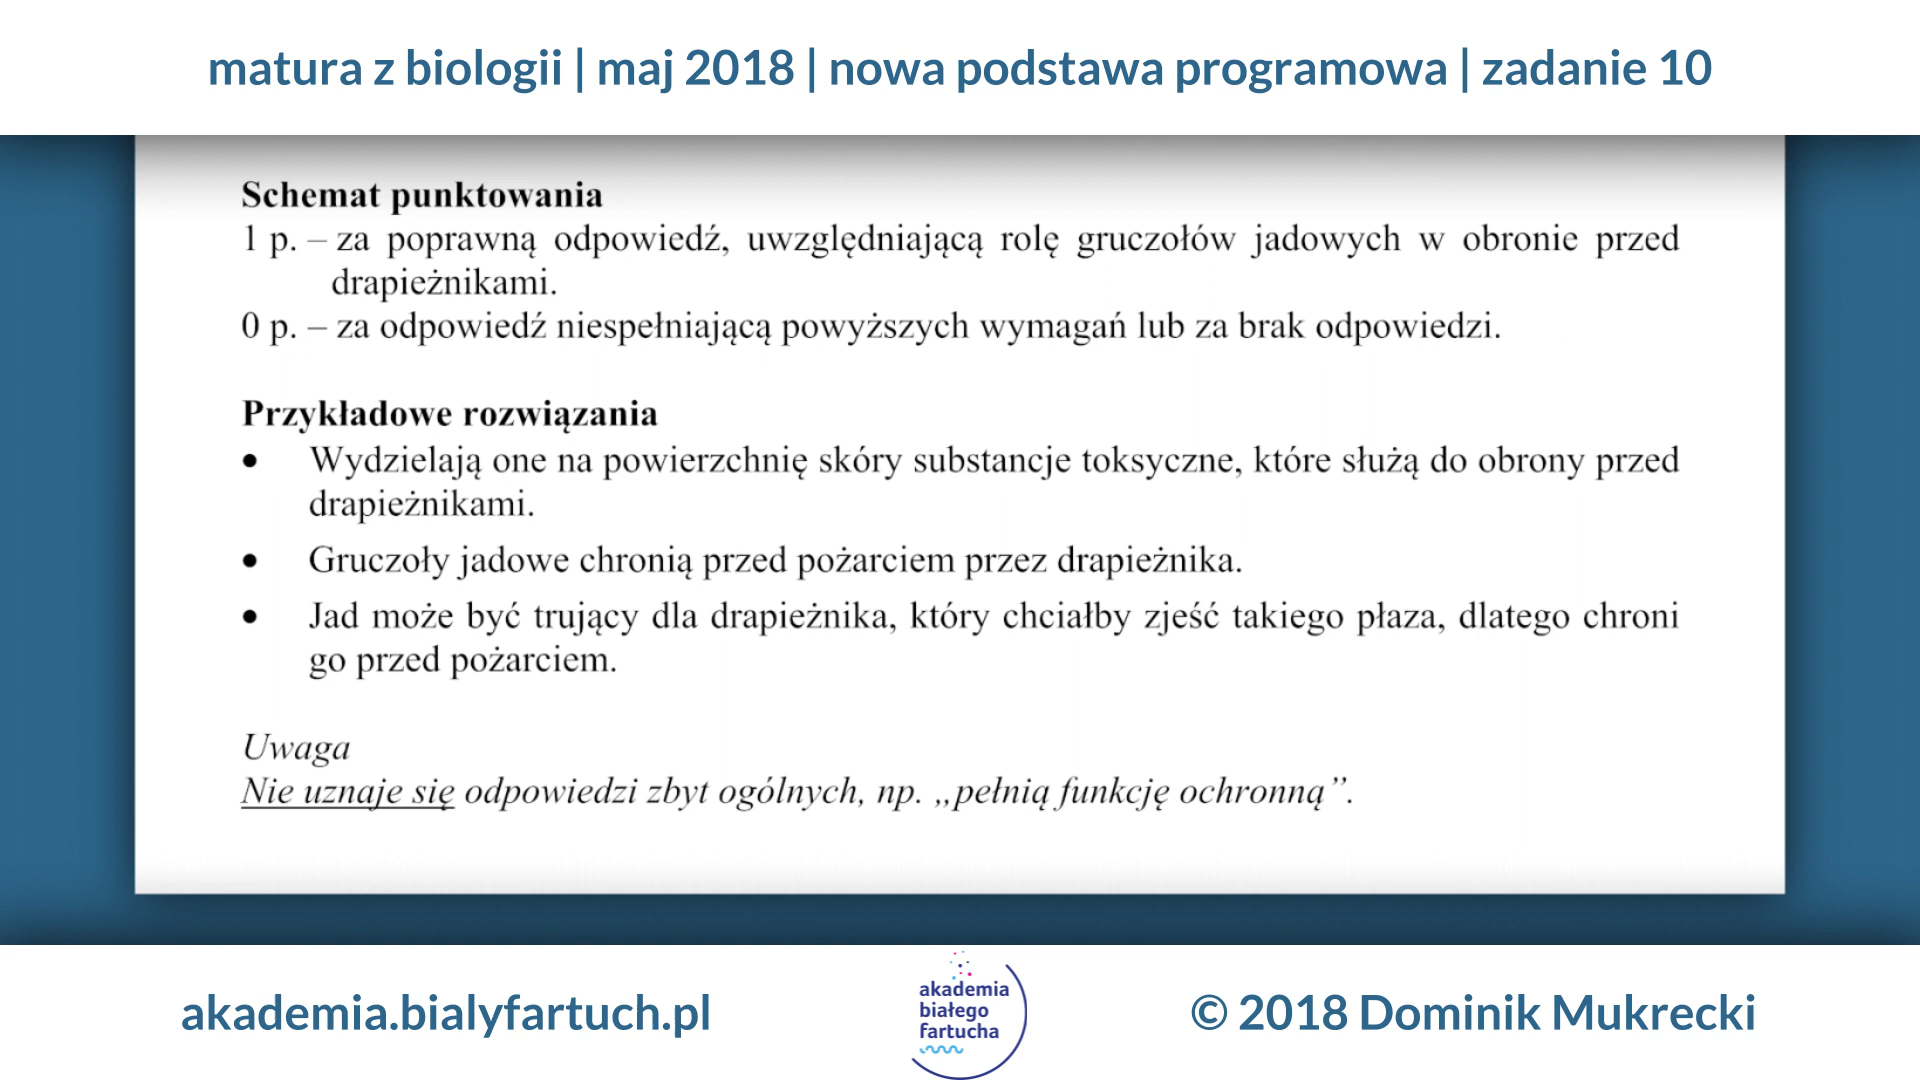 matura z biologii | maj 2018 | nowa podstawa programowa | zadanie 10
Schemat punktowania
1 p. – za poprawną odpowiedź, uwzględniającą rolę gruczołów jadowych w obronie przed
drapieżnikami.
0 p. – za odpowiedź niespełniającą powyższych wymagań lub za brak odpowiedzi.
Przykładowe rozwiązania
• Wydzielają one na powierzchnię skóry substancje toksyczne, które służą do obrony przed
drapieżnikami.
• Gruczoły jadowe chronią przed pożarciem przez drapieżnika.
• Jad może być trujący dla drapieżnika, który chciałby zjeść takiego płaza, dlatego chroni
go przed pożarciem.
Uwaga
Nie uznaje się odpowiedzi zbyt ogólnych, np. „pełnią funkcję ochronną”.
akademia.bialyfartuch.pl
akademia
białego
fartucha
© 2018 Dominik Mukrecki